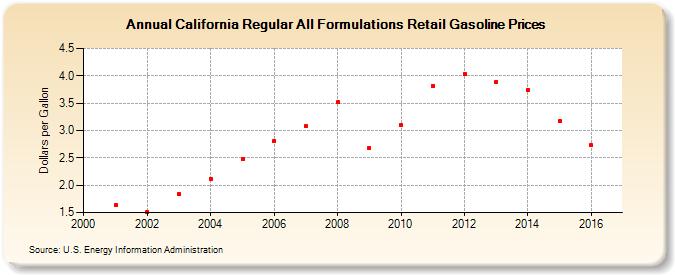 Annual California Regular All Formulations Retail Gasoline Prices
Dollars per Gallon
4.5
4.0
3.5
3.0
2.5
2.0
1.5
2000 2002 2004 2006 2008 2010 2012 2014 2016
Source: U.S. Energy Information Administration